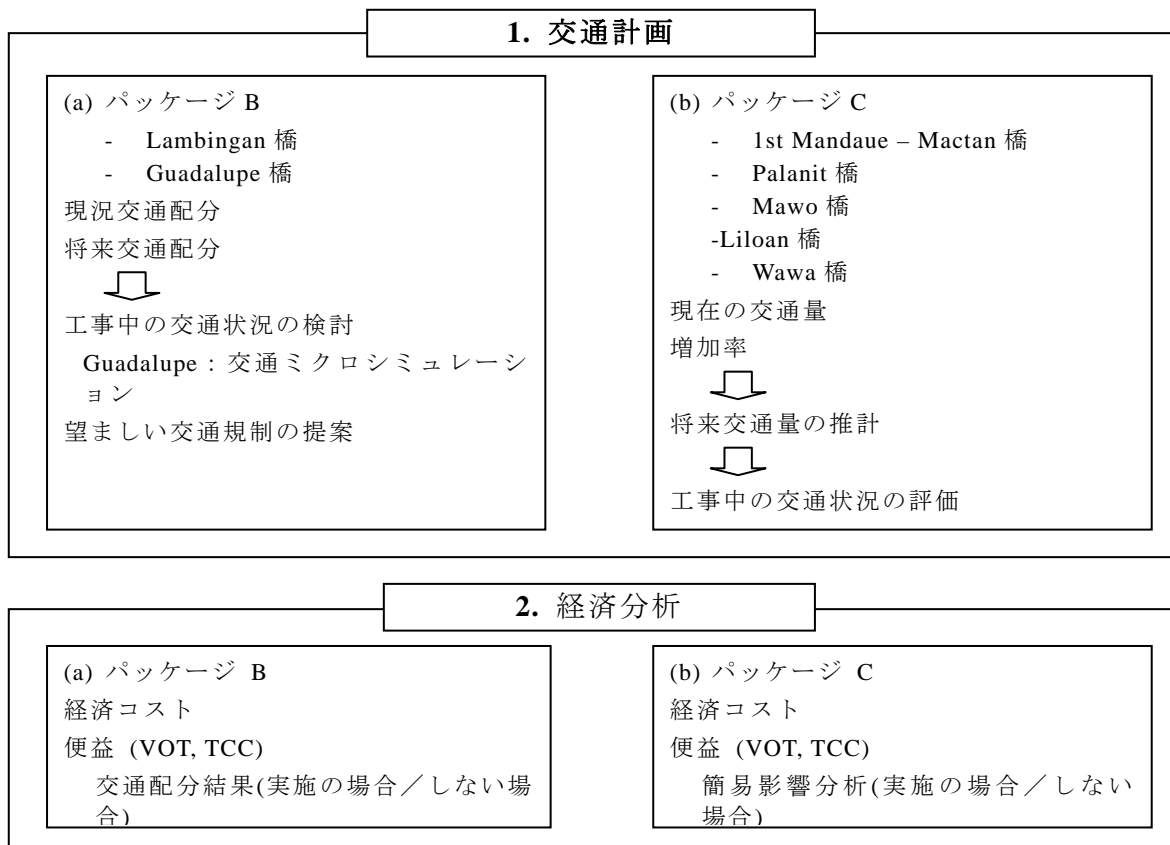 1. 交通計画
(a) パッケージ B
- Lambingan 橋
- Guadalupe 橋
現況交通配分
将来交通配分
工事中の交通状況の検討
Guadalupe : 交通ミクロシミュレーシ
ョン
望ましい交通規制の提案
(b) パッケージ C
- 1st Mandaue – Mactan 橋
- Palanit 橋
- Mawo 橋
-Liloan 橋
- Wawa 橋
現在の交通量
増加率
将来交通量の推計
工事中の交通状況の評価
2. 経済分析
(a) パッケージ B
経済コスト
便益 (VOT, TCC)
交通配分結果(実施の場合／しない場
合)
(b) パッケージ C
経済コスト
便益 (VOT, TCC)
簡易影響分析(実施の場合／しない
場合)